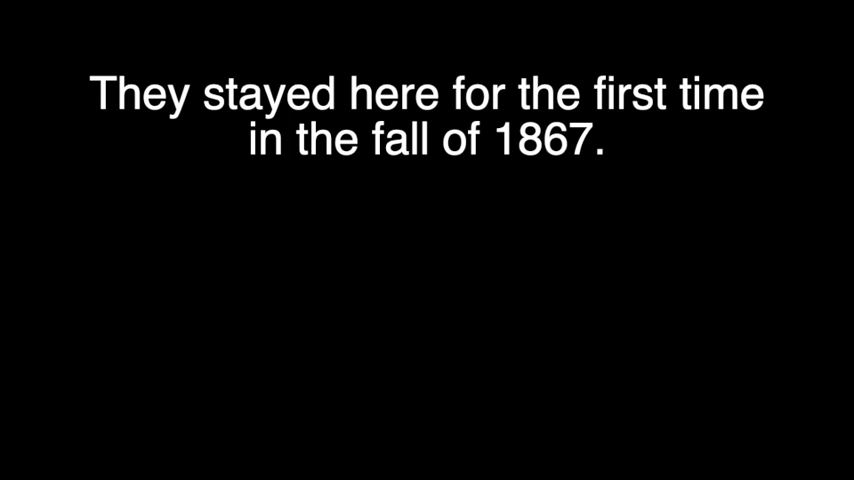 They stayed here for the first time
in the fall of 1867.